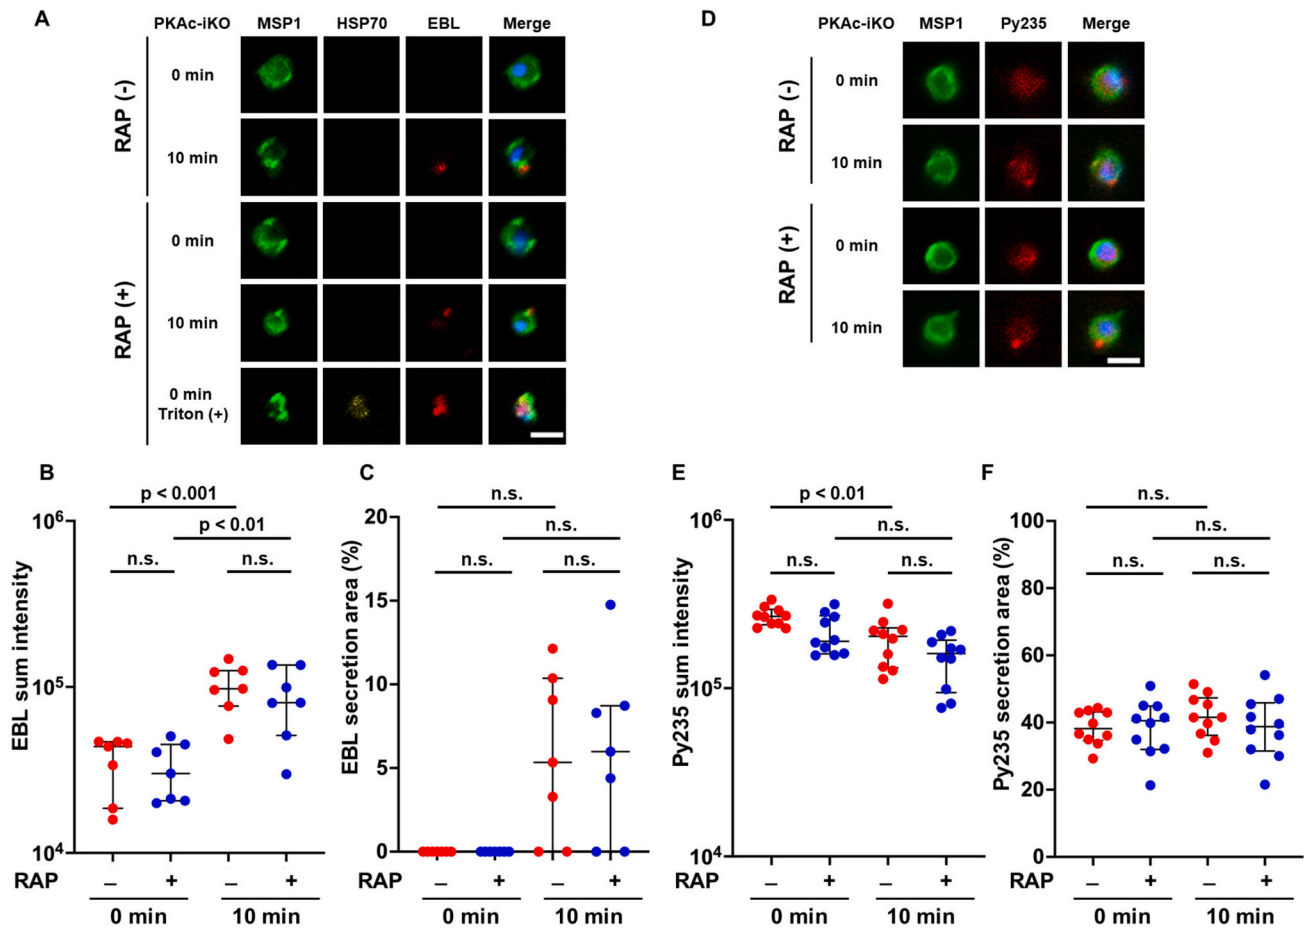 A
PKAc-iKO MSP1 HSP70 EBL Merge
RAP (-)
0 min
10 min
RAP (+)
0 min
10 min
0 min
Triton (+)
D
PKAc-iKO MSP1 Py235 Merge
RAP (-)
0 min
10 min
RAP (+)
0 min
10 min
B
p < 0.001
p < 0.01
n.s. n.s.
EBL sum intensity
10⁶
10⁵
10⁴
RAP – + – +
0 min 10 min
C
n.s.
n.s.
n.s. n.s.
EBL secretion area (%)
20
15
10
5
0
– + – +
0 min 10 min
E
p < 0.01
n.s.
n.s. n.s.
Py235 sum intensity
10⁶
10⁵
10⁴
RAP – + – +
0 min 10 min
F
n.s.
n.s.
n.s. n.s.
Py235 secretion area (%)
100
80
60
40
20
0
RAP – + – +
0 min 10 min